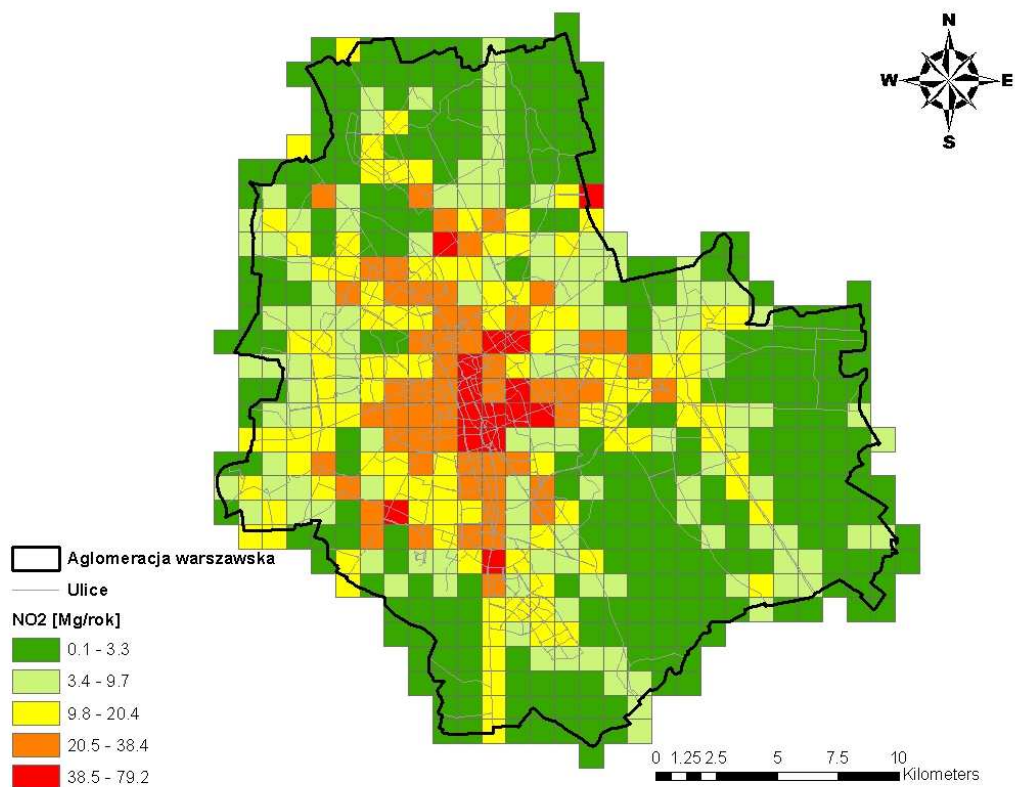 N
W E
S
Aglomeracja warszawska
Ulice
NO2 [Mg/rok]
0.1 - 3.3
3.4 - 9.7
9.8 - 20.4
20.5 - 38.4
38.5 - 79.2
0 1.25 2.5 5 7.5 10
Kilometers